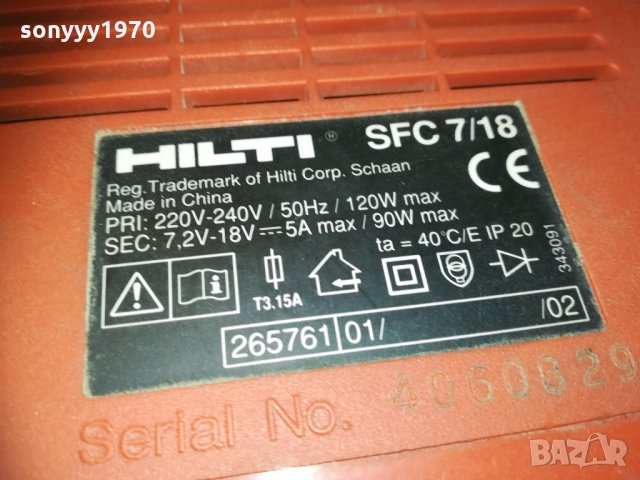 sonyyy1970
HILTI ® SFC 7/18
Reg. Trademark of Hilti Corp. Schaan
Made in China
PRI: 220V-240V / 50Hz / 120W max
SEC: 7,2V-18V⎓5A max / 90W max
ta = 40°C/E IP 20
CE
343091
T3.15A
265761 01/ /02
Serial No. 4060329
BAZAR